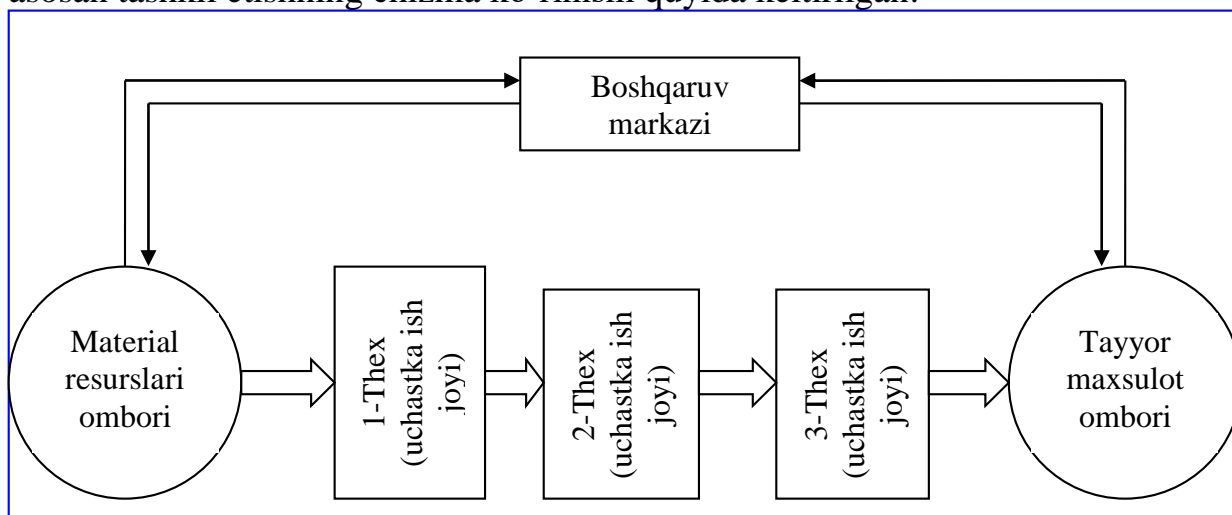 asosan tashkil etishning chizma ko‘rinishi quyida keltirilgan.
Boshqaruv
markazi
Material
resurslari
ombori
1-Thex
(uchastka ish
joyi)
2-Thex
(uchastka ish
joyi)
3-Thex
(uchastka ish
joyi)
Tayyor
maxsulot
ombori